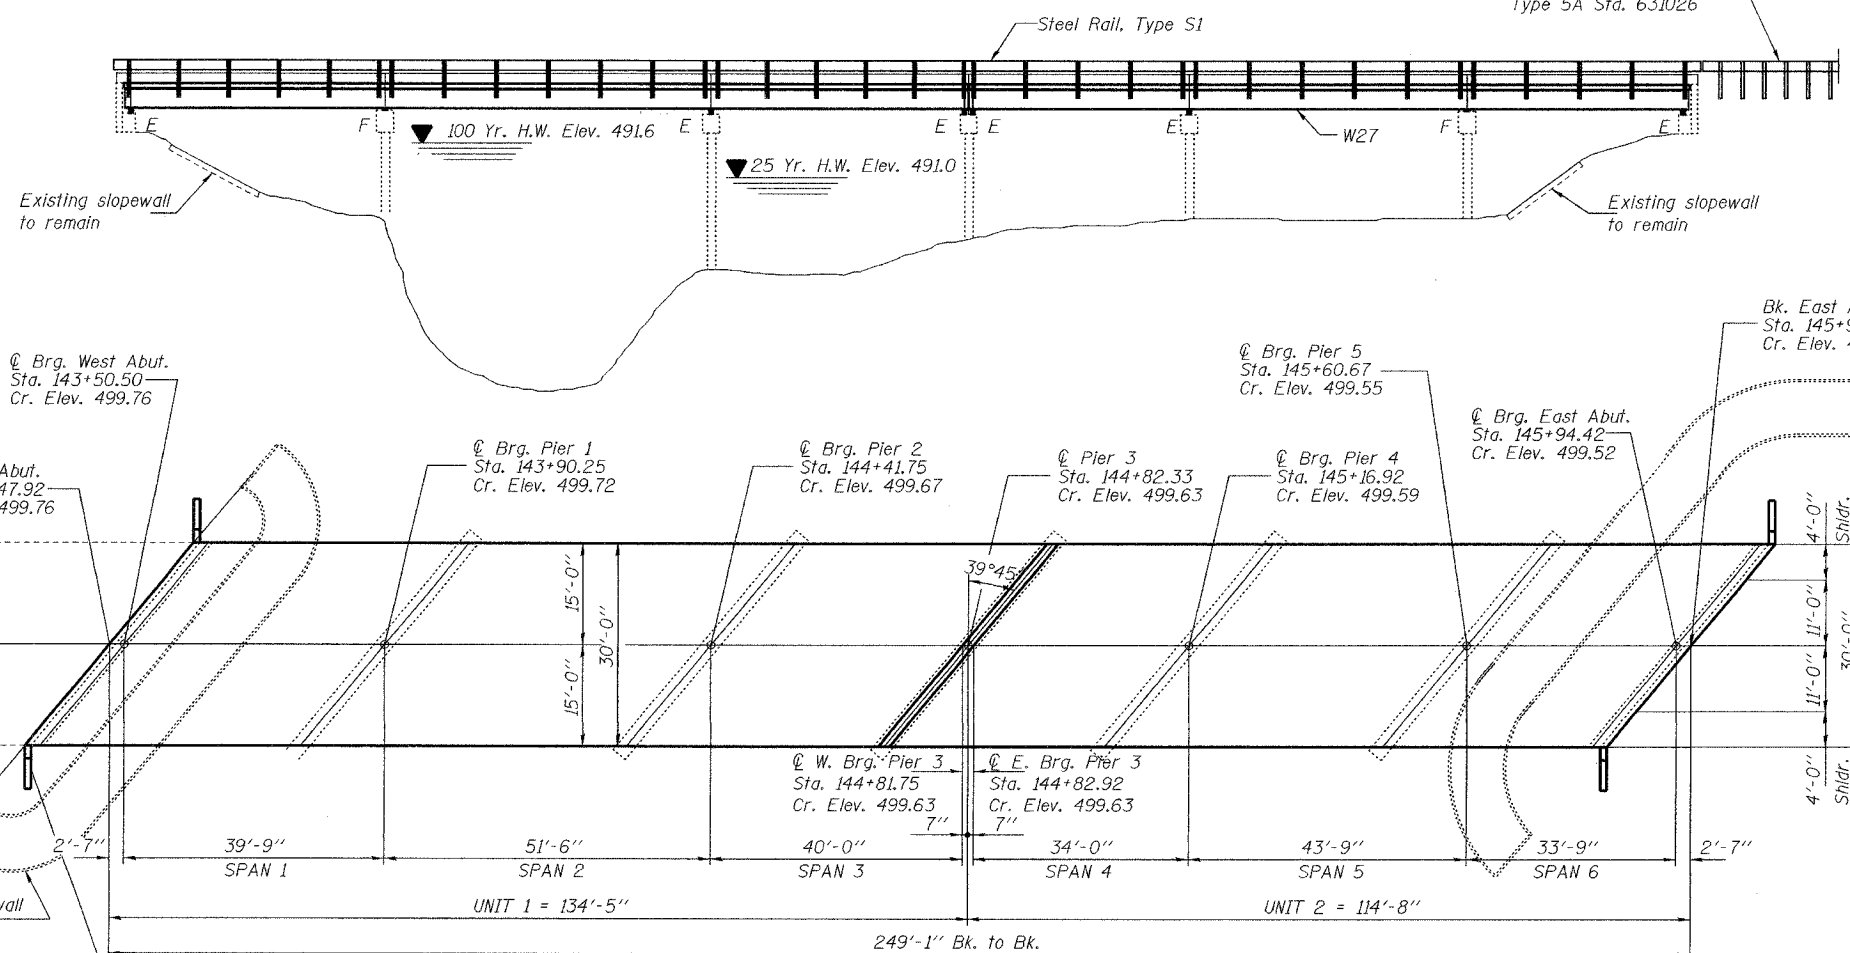 Type 5A Std. 631026
Steel Rail, Type S1
E
F
100 Yr. H.W. Elev. 491.6
E
E
E
E
W27
F
E
25 Yr. H.W. Elev. 491.0
Existing slopewall
to remain
Existing slopewall
to remain
Bk. East
Sta. 145+9
Cr. Elev. 4
℄ Brg. West Abut.
Sta. 143+50.50
Cr. Elev. 499.76
℄ Brg. Pier 5
Sta. 145+60.67
Cr. Elev. 499.55
℄ Brg. East Abut.
Sta. 145+94.42
Cr. Elev. 499.52
Abut.
47.92
499.76
℄ Brg. Pier 1
Sta. 143+90.25
Cr. Elev. 499.72
℄ Brg. Pier 2
Sta. 144+41.75
Cr. Elev. 499.67
℄ Pier 3
Sta. 144+82.33
Cr. Elev. 499.63
℄ Brg. Pier 4
Sta. 145+16.92
Cr. Elev. 499.59
4'-0"
Shldr.
39°45'
15'-0"
30'-0"
15'-0"
11'-0"
11'-0"
30'-0"
4'-0"
Shldr.
℄ W. Brg. Pier 3
Sta. 144+81.75
Cr. Elev. 499.63
℄ E. Brg. Pier 3
Sta. 144+82.92
Cr. Elev. 499.63
7"
7"
2'-7"
39'-9"
SPAN 1
51'-6"
SPAN 2
40'-0"
SPAN 3
34'-0"
SPAN 4
43'-9"
SPAN 5
33'-9"
SPAN 6
2'-7"
wall
UNIT 1 = 134'-5"
UNIT 2 = 114'-8"
249'-1" Bk. to Bk.